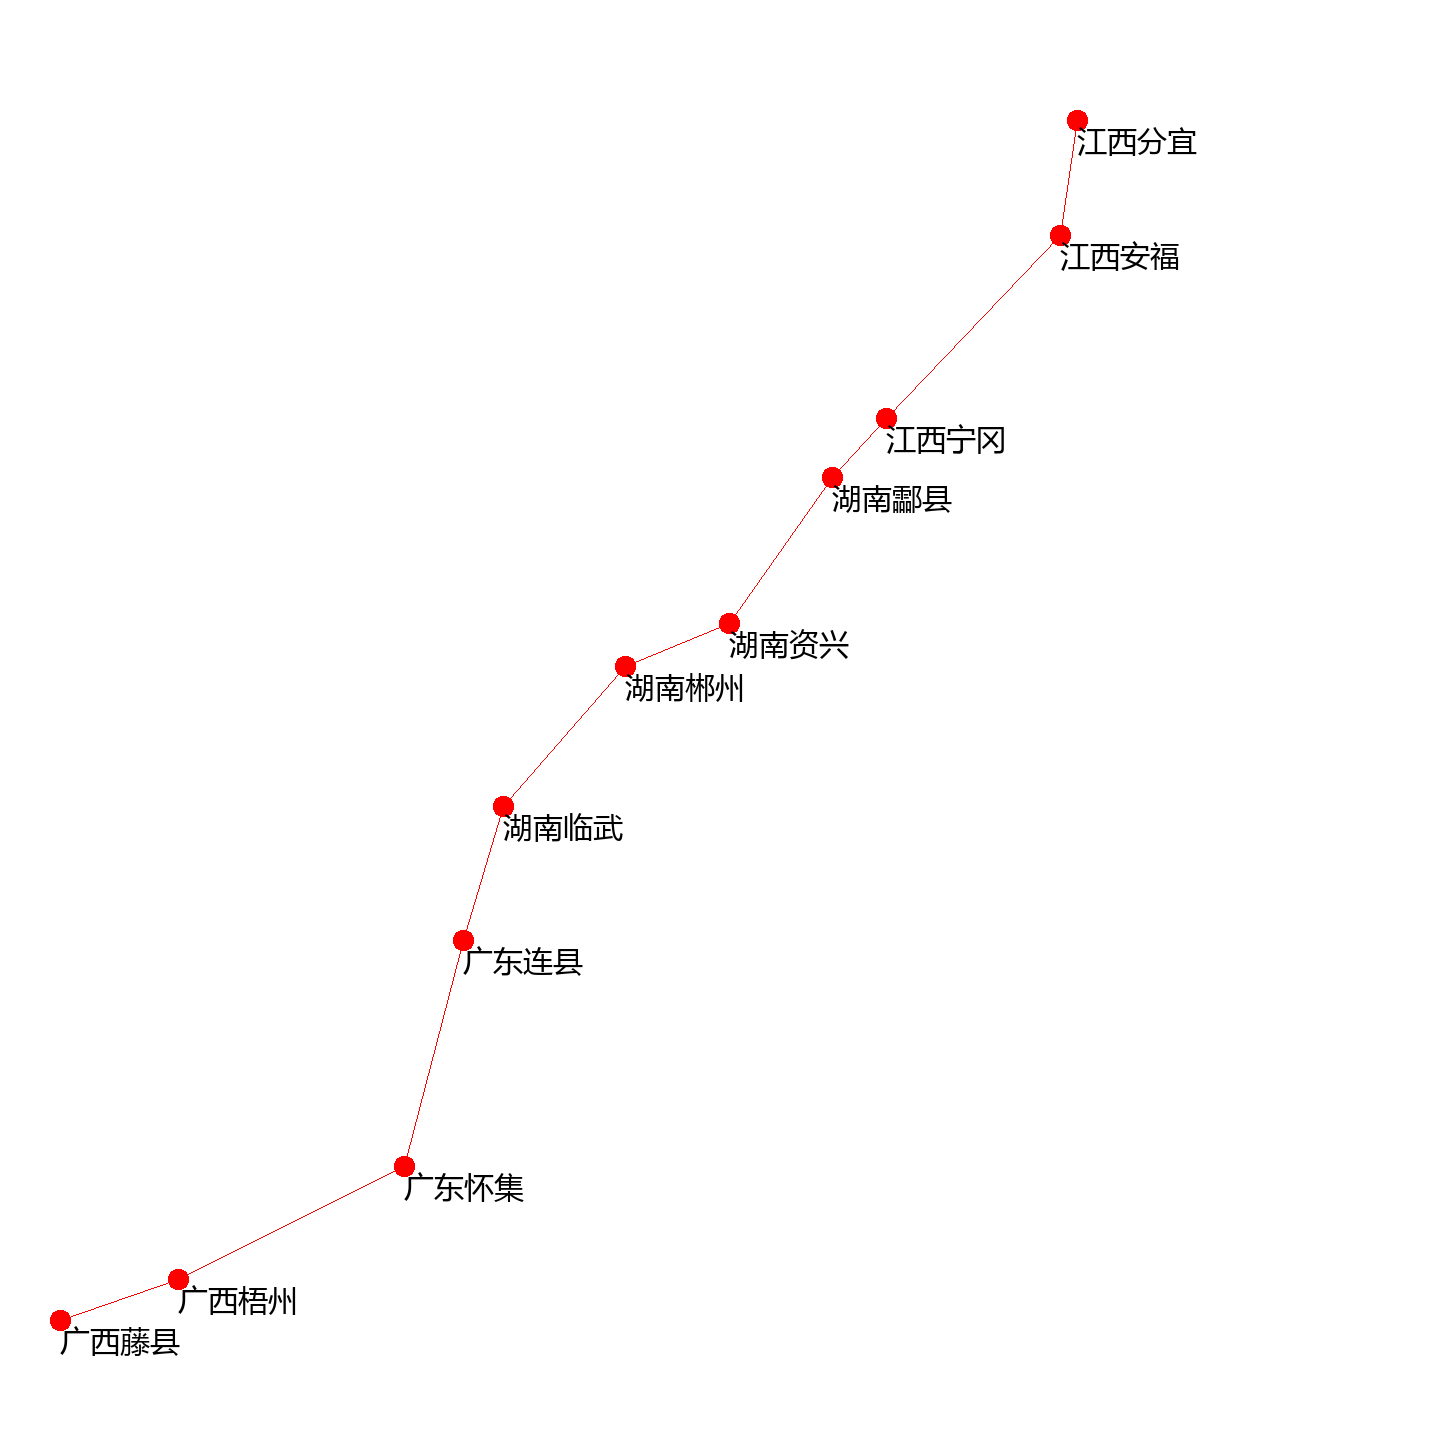 江西分宜
江西安福
江西宁冈
湖南酃县
湖南资兴
湖南郴州
湖南临武
广东连县
广东怀集
广西梧州
广西藤县